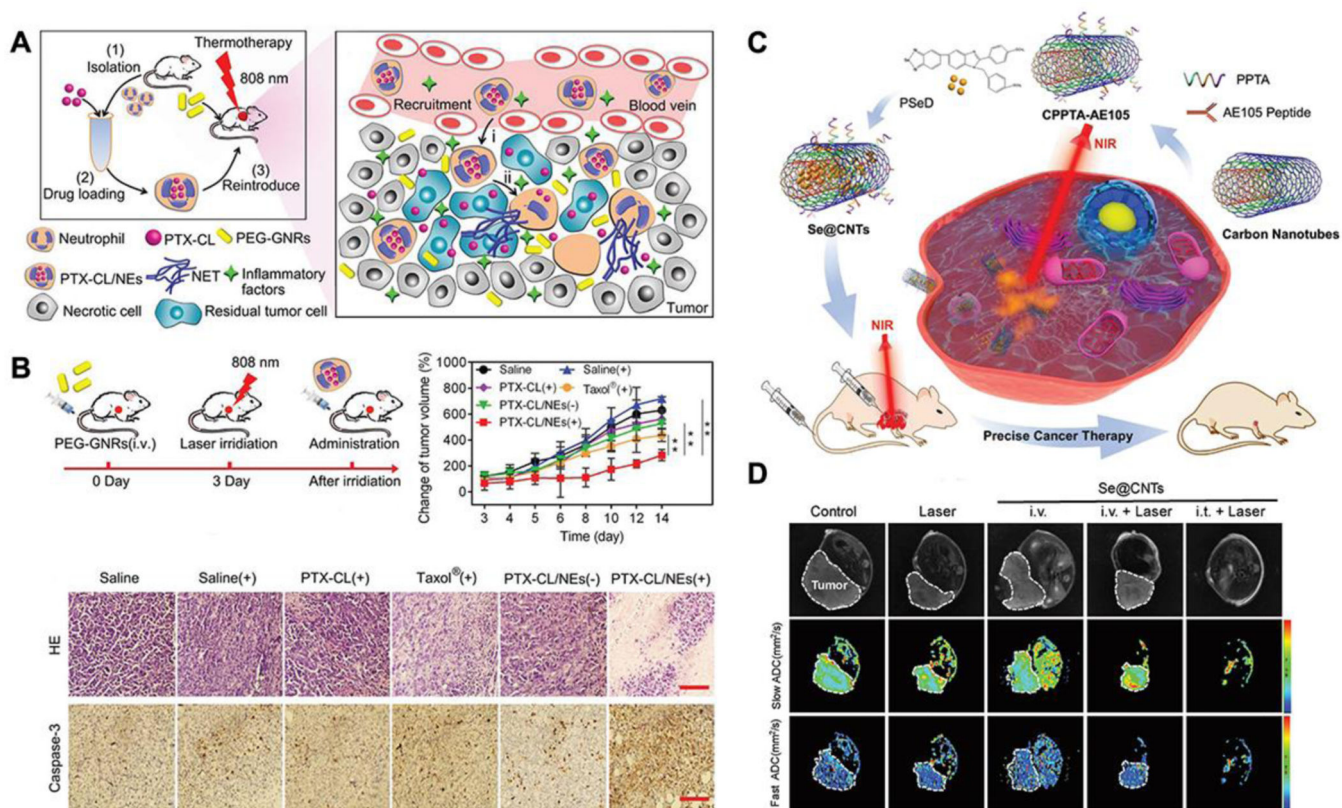 A
(1)
Isolation
Thermotherapy
808 nm
(2)
Drug loading
(3)
Reintroduce
Neutrophil
PTX-CL
PEG-GNRs
PTX-CL/NEs
NET
Inflammatory
factors
Necrotic cell
Residual tumor cell
Recruitment
Blood vein
i
ii
Tumor
B
808 nm
PEG-GNRs(i.v.)
Laser irridiation
Administration
0 Day
3 Day
After irridiation
Change of tumor volume (%)
1000
800
600
400
200
0
Saline
Saline(+)
PTX-CL(+)
Taxol®(+)
PTX-CL/NEs(-)
PTX-CL/NEs(+)
**
**
**
3 4 5 6 8 10 12 14
Time (day)
Saline
Saline(+)
PTX-CL(+)
Taxol®(+)
PTX-CL/NEs(-)
PTX-CL/NEs(+)
HE
Caspase-3
C
PSeD
CPPTA-AE105
PPTA
AE105 Peptide
NIR
Se@CNTs
Carbon Nanotubes
NIR
Precise Cancer Therapy
D
Se@CNTs
Control
Laser
i.v.
i.v. + Laser
i.t. + Laser
Tumor
Slow ADC(mm²/s)
Fast ADC(mm²/s)